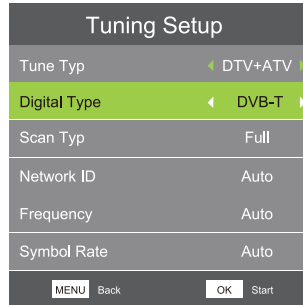 Tuning Setup
Tune Typ DTV+ATV
Digital Type DVB-T
Scan Typ Full
Network ID Auto
Frequency Auto
Symbol Rate Auto
MENU Back OK Start